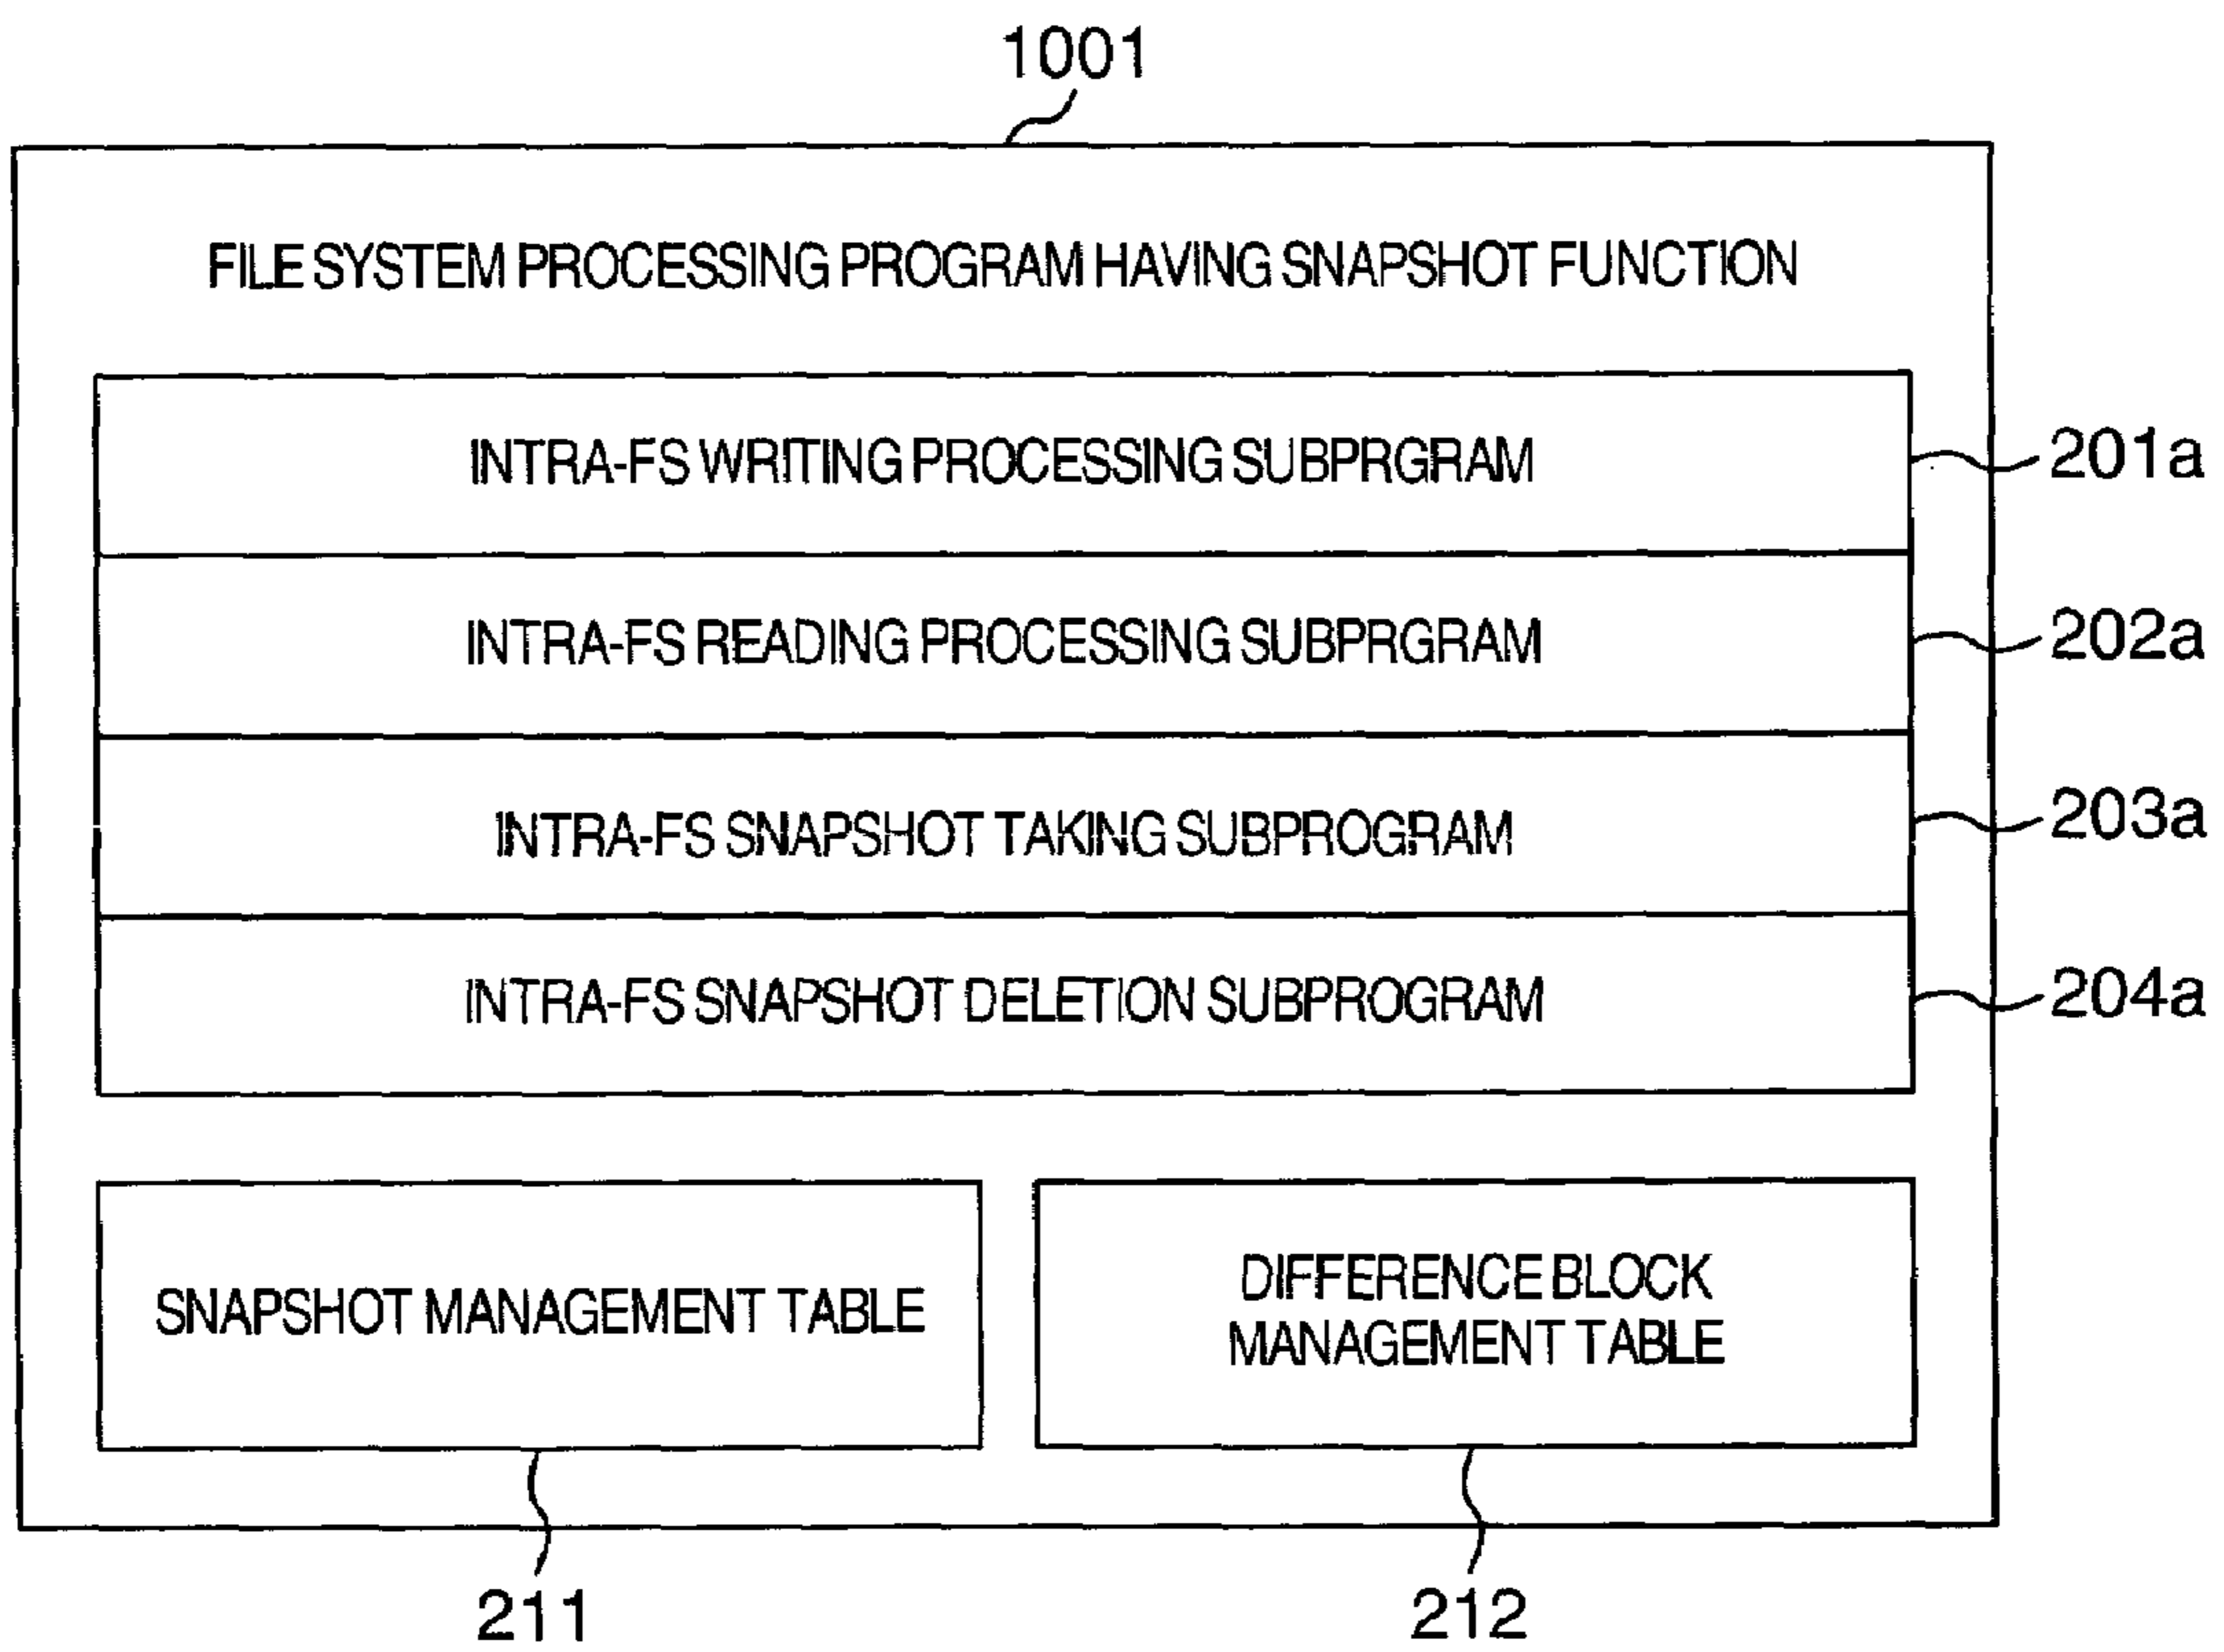 1001
FILE SYSTEM PROCESSING PROGRAM HAVING SNAPSHOT FUNCTION
INTRA-FS WRITING PROCESSING SUBPRGRAM
201a
INTRA-FS READING PROCESSING SUBPRGRAM
202a
INTRA-FS SNAPSHOT TAKING SUBPROGRAM
203a
INTRA-FS SNAPSHOT DELETION SUBPROGRAM
204a
SNAPSHOT MANAGEMENT TABLE
DIFFERENCE BLOCK
MANAGEMENT TABLE
211
212